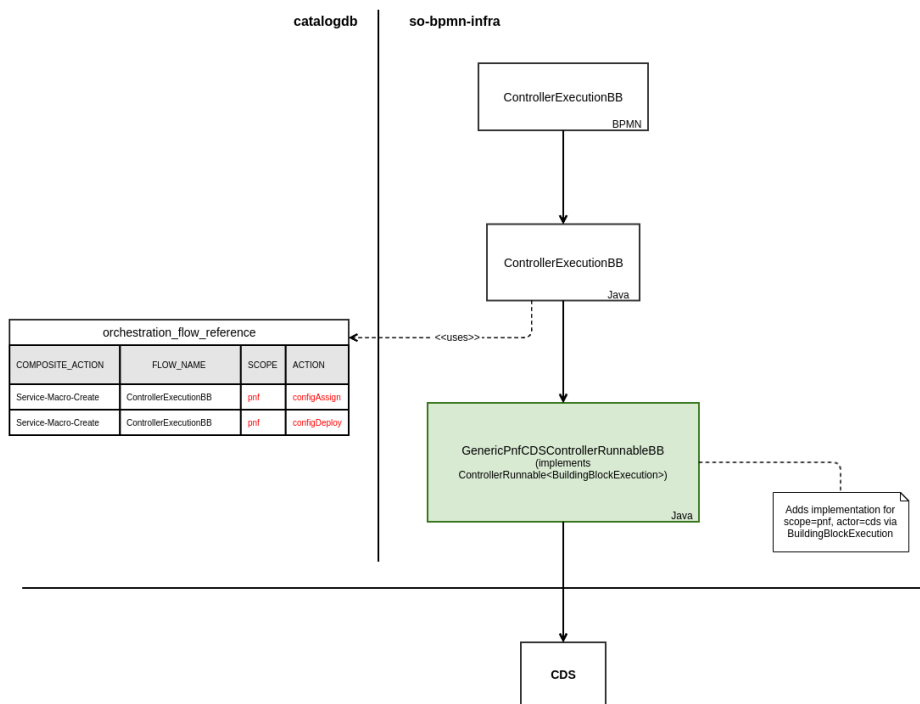 catalogdb
so-bpmn-infra
ControllerExecutionBB
BPMN
ControllerExecutionBB
Java
<<uses>>
orchestration_flow_reference
COMPOSITE_ACTION FLOW_NAME SCOPE ACTION
Service-Macro-Create ControllerExecutionBB pnf configAssign
Service-Macro-Create ControllerExecutionBB pnf configDeploy
GenericPnfCDSControllerRunnableBB
(implements
ControllerRunnable<BuildingBlockExecution>)
Java
Adds implementation for
scope=pnf, actor=cds via
BuildingBlockExecution
CDS